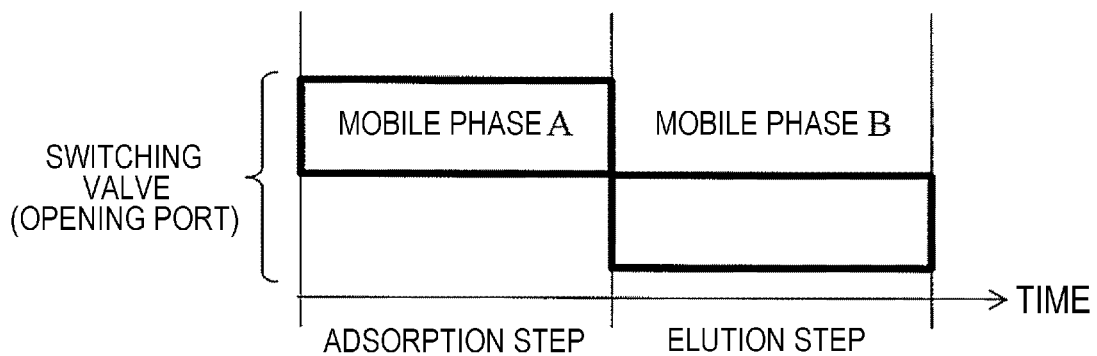 MOBILE PHASE A
MOBILE PHASE B
SWITCHING
VALVE
(OPENING PORT)
TIME
ADSORPTION STEP
ELUTION STEP